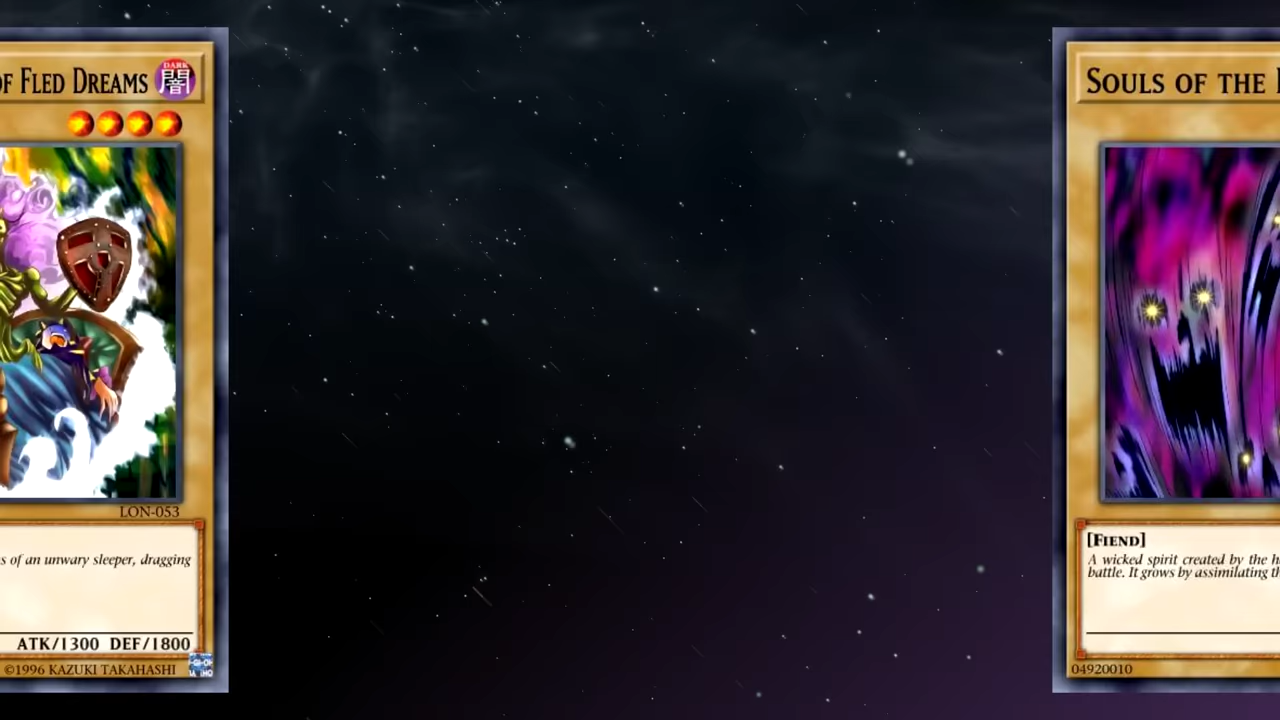 OF FLED DREAMS
DARK
闇
LON-053
s of an unwary sleeper, dragging
ATK/1300 DEF/1800
©1996 KAZUKI TAKAHASHI
SOULS OF THE
[FIEND]
A wicked spirit created by the
battle. It grows by assimilating
04920010